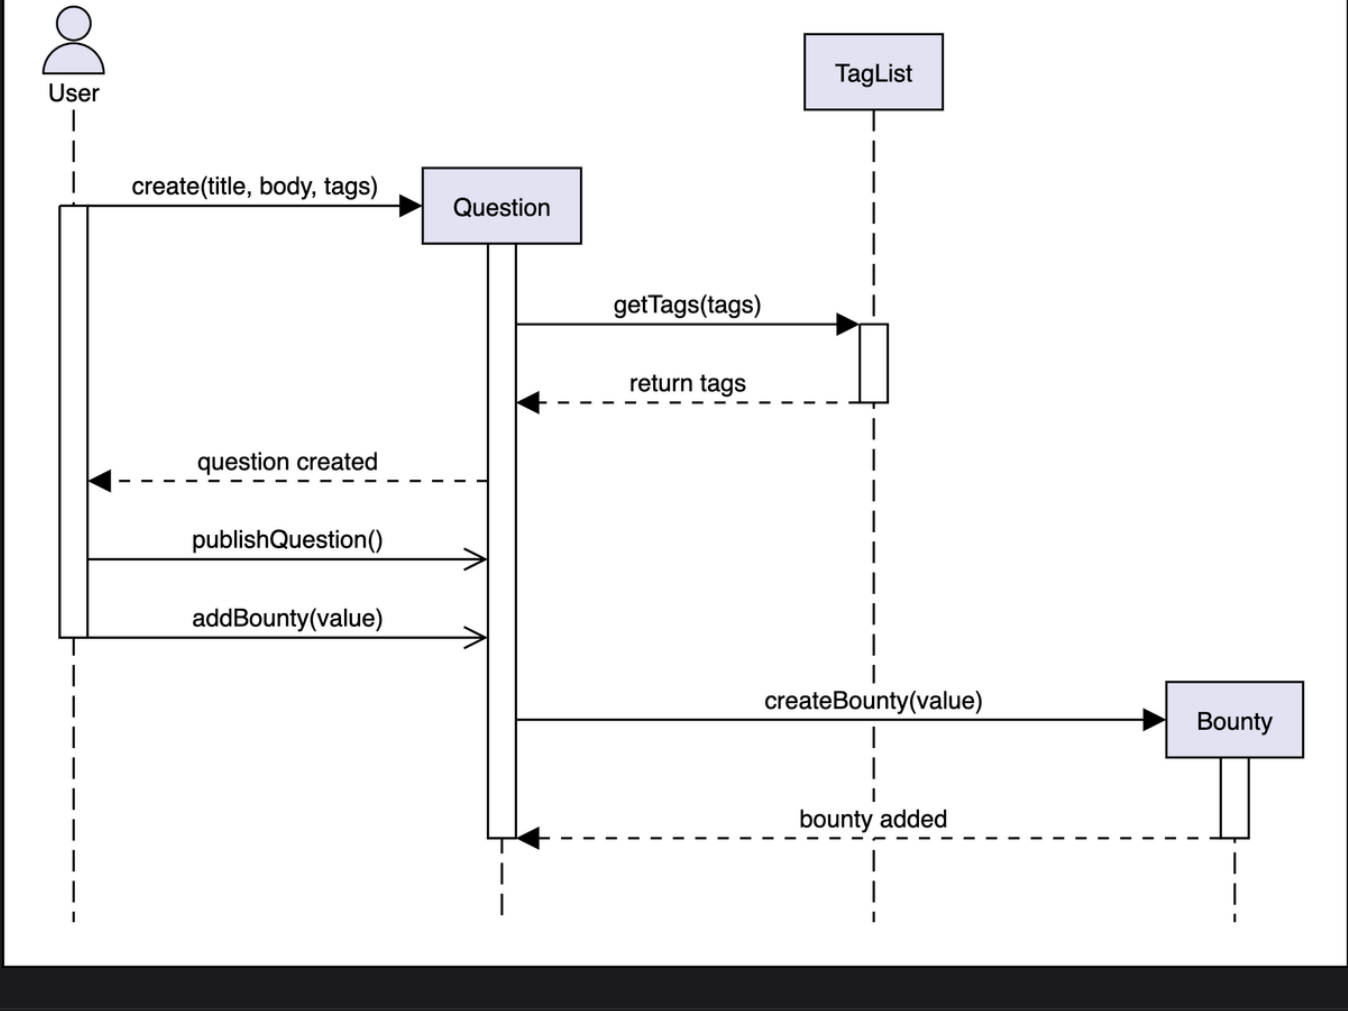 User
TagList
create(title, body, tags)
Question
getTags(tags)
return tags
question created
publishQuestion()
addBounty(value)
createBounty(value)
Bounty
bounty added